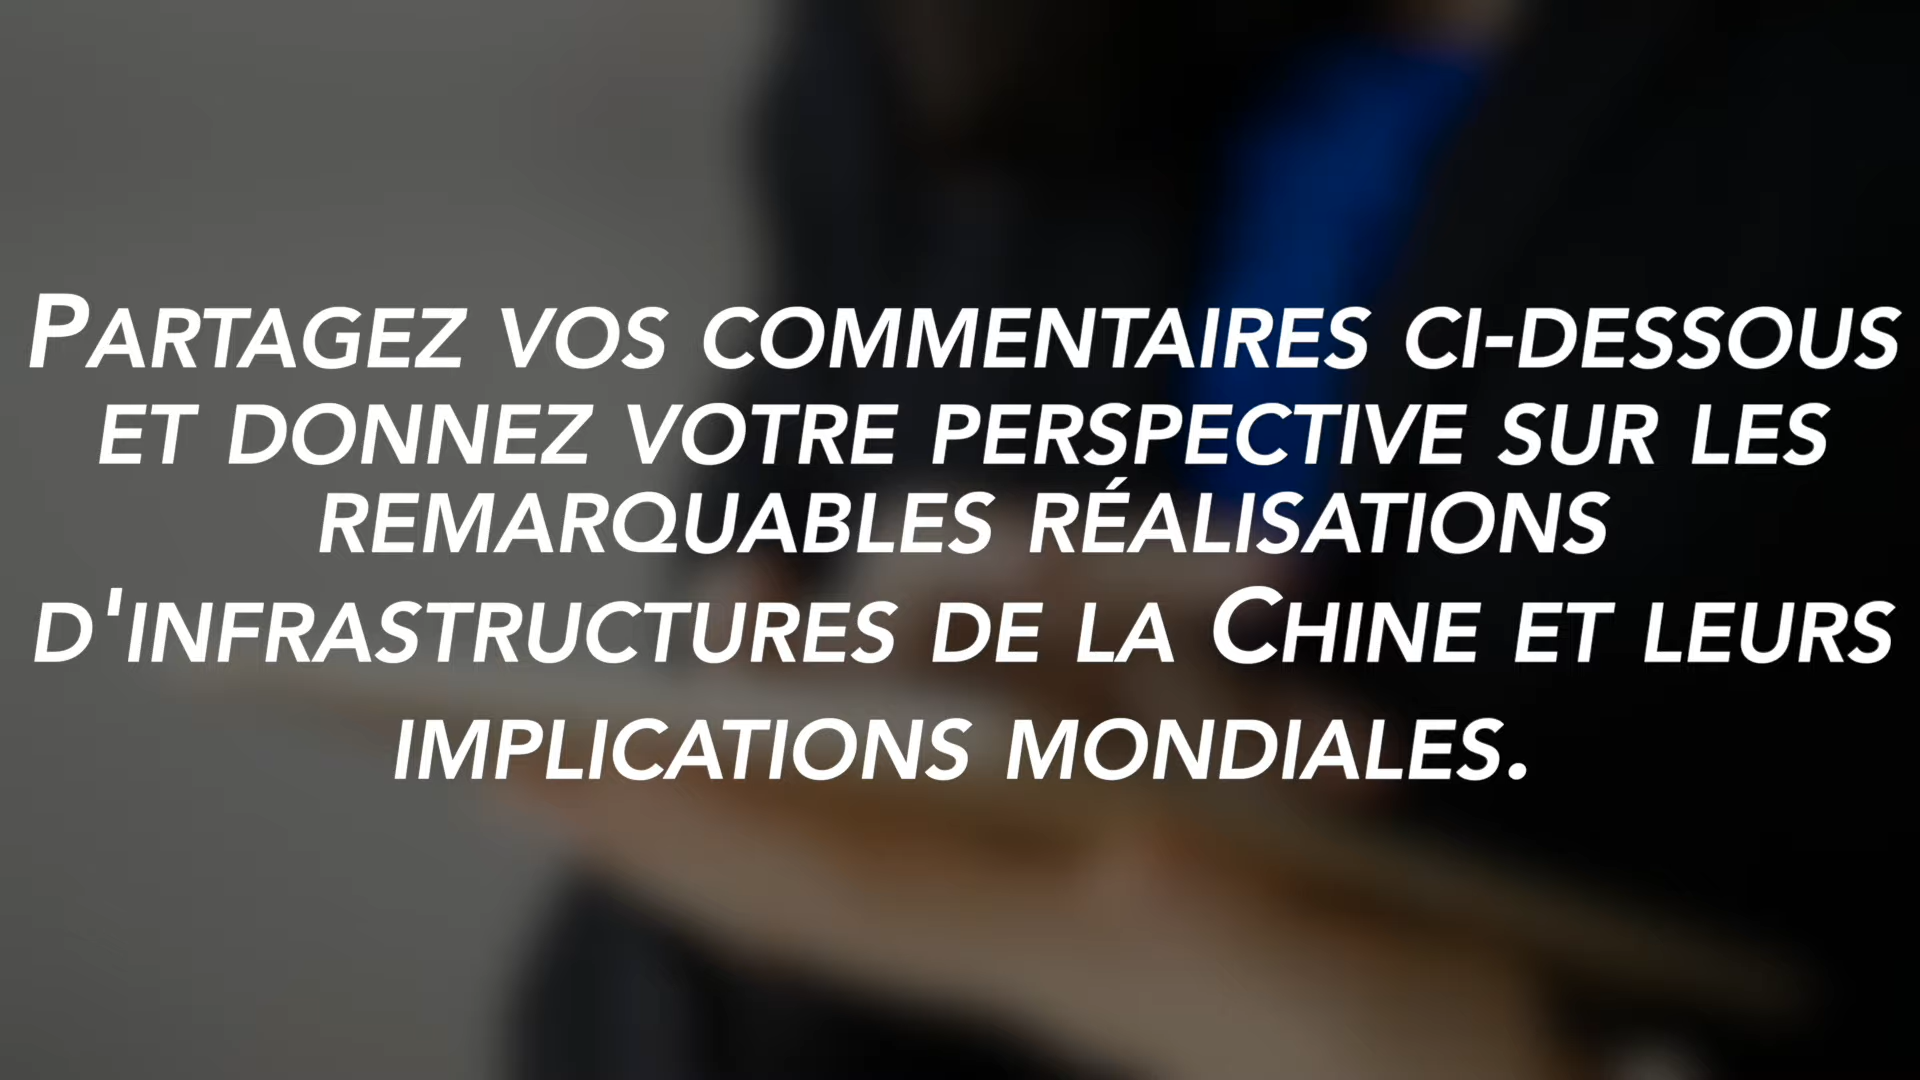 Partagez vos commentaires ci-dessous
et donnez votre perspective sur les
remarquables réalisations
d'infrastructures de la Chine et leurs
implications mondiales.